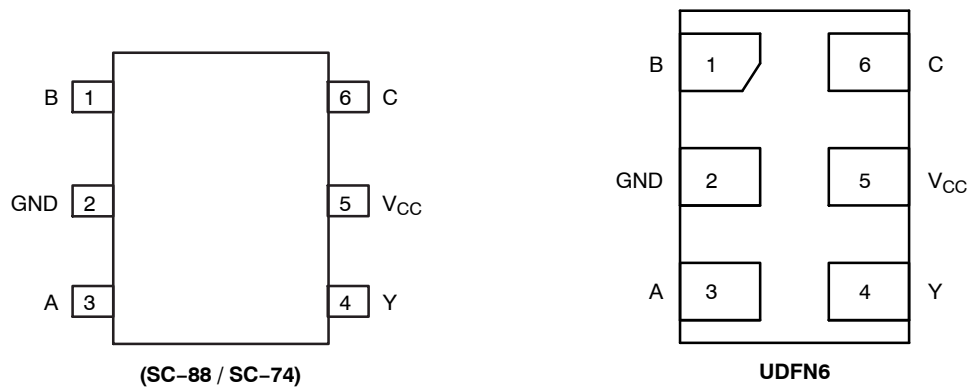 B 1 6 C
GND 2 5 VCC
A 3 4 Y
(SC–88 / SC–74)
B 1 6 C
GND 2 5 VCC
A 3 4 Y
UDFN6